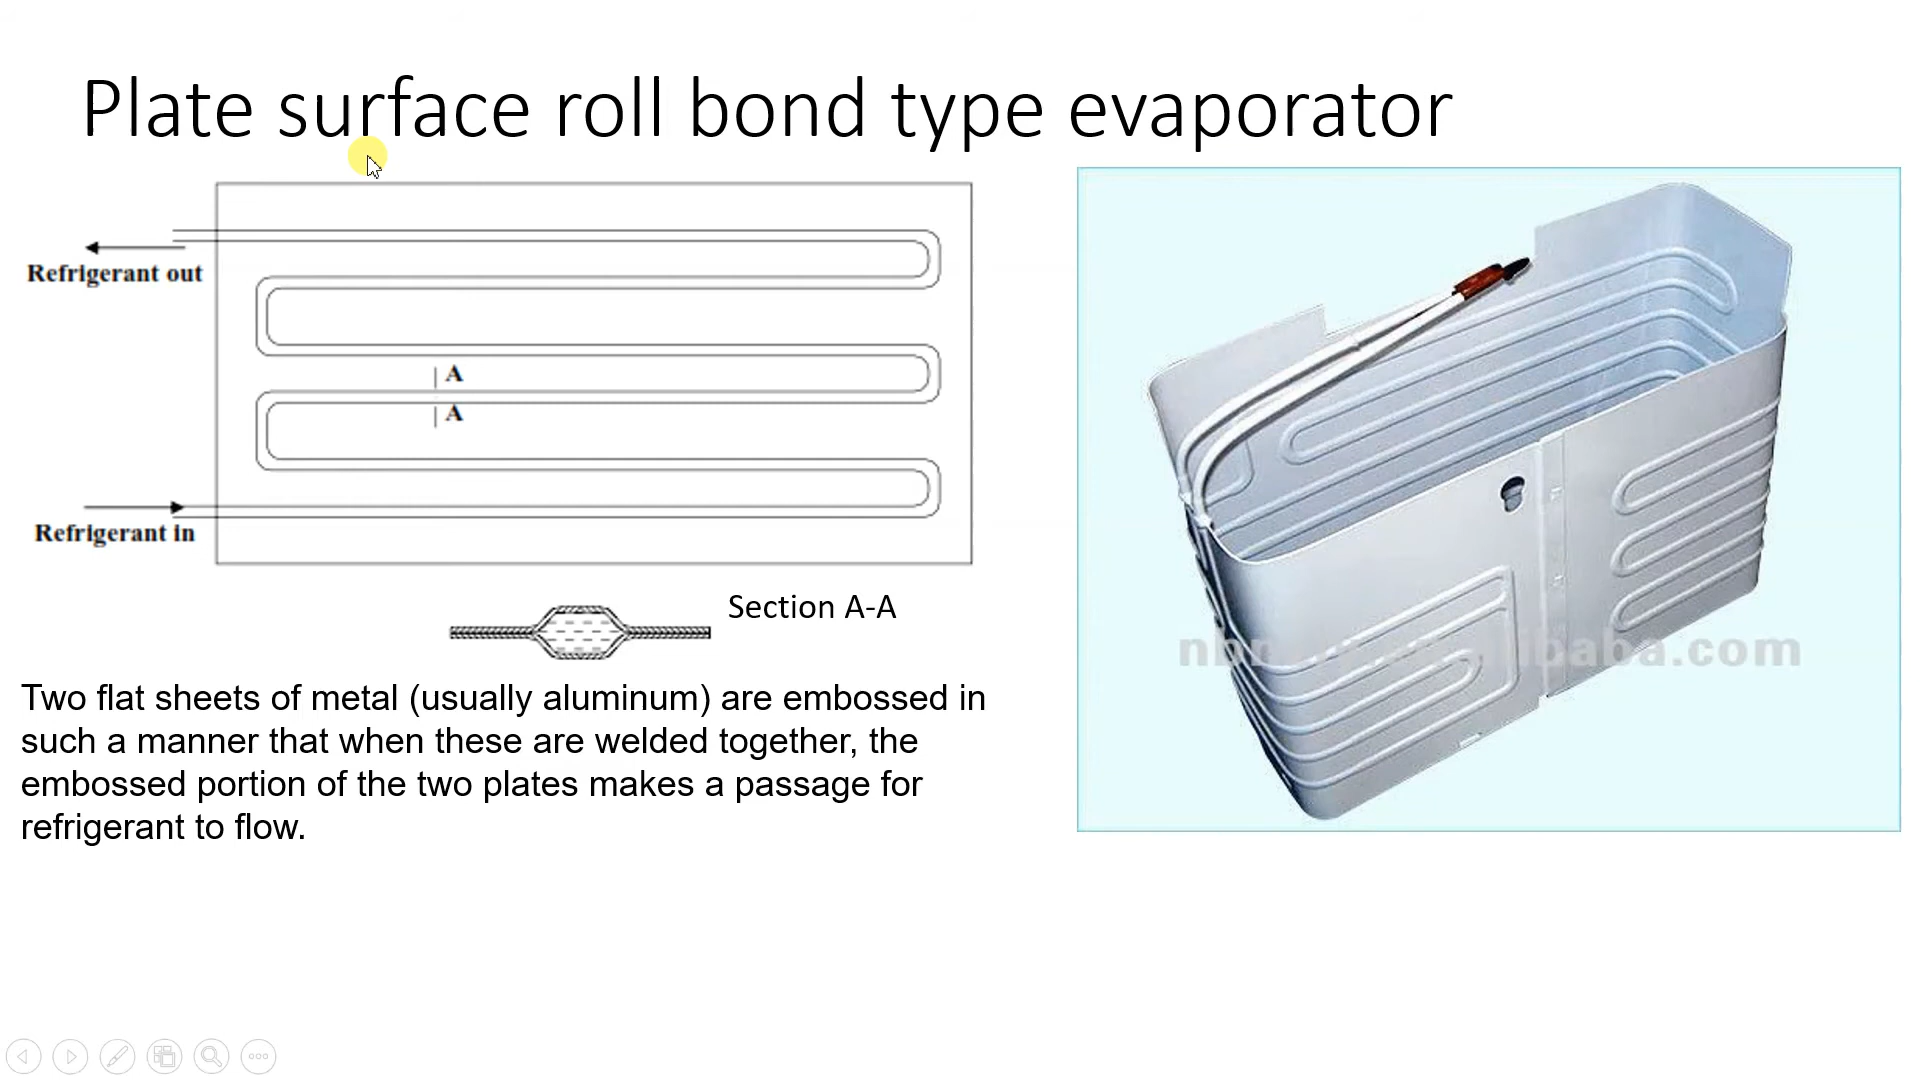 Plate surface roll bond type evaporator
Refrigerant out
A
A
Refrigerant in
Section A-A
Two flat sheets of metal (usually aluminum) are embossed in
such a manner that when these are welded together, the
embossed portion of the two plates makes a passage for
refrigerant to flow.